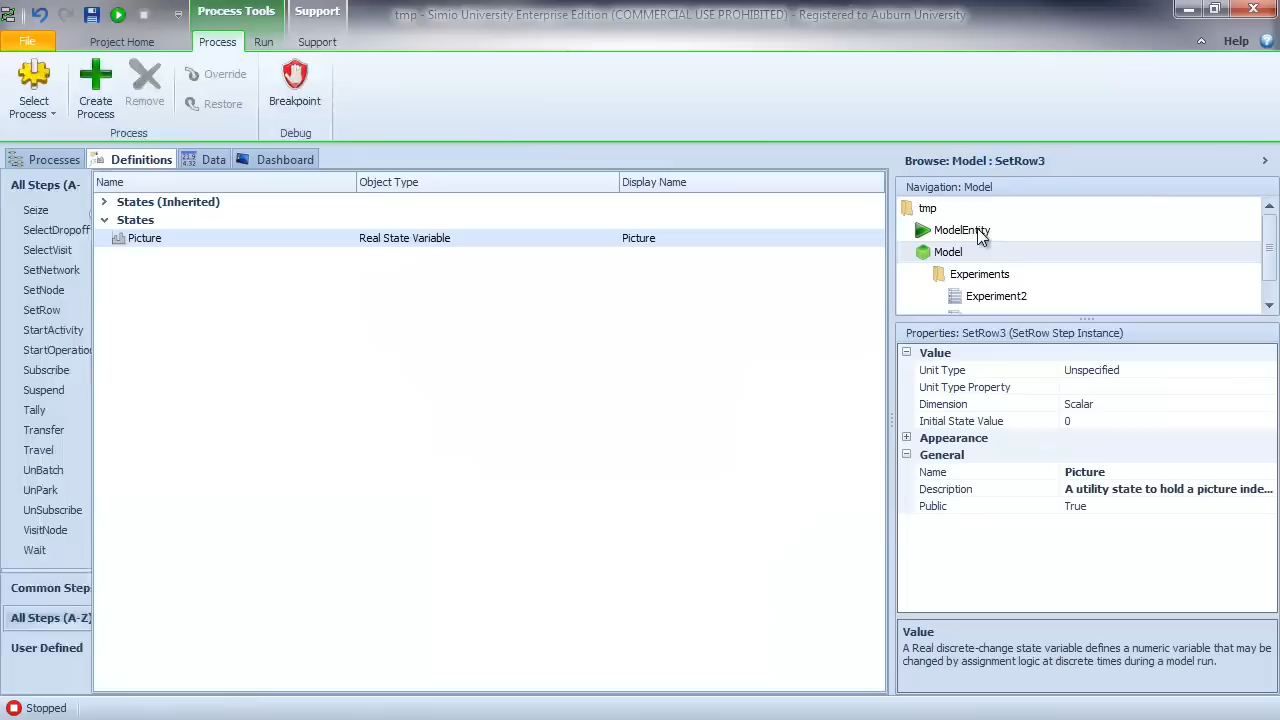 Process Tools
Support
tmp - Simio University Enterprise Edition (COMMERCIAL USE PROHIBITED) - Registered to Auburn University
File
Project Home
Process
Run
Support
Help
Select Process
Create Process
Remove
Override
Restore
Breakpoint
Process
Debug
Processes
Definitions
Data
Dashboard
All Steps (A-
Seize
SelectDropoff
SelectVisit
SetNetwork
SetNode
SetRow
StartActivity
StartOperation
Subscribe
Suspend
Tally
Transfer
Travel
UnBatch
UnPark
UnSubscribe
VisitNode
Wait
Common Step
All Steps (A-Z)
User Defined
Name Object Type Display Name
States (Inherited)
States
Picture Real State Variable Picture
Browse: Model : SetRow3
Navigation: Model
tmp
ModelEntity
Model
Experiments
Experiment2
Properties: SetRow3 (SetRow Step Instance)
Value
Unit Type Unspecified
Unit Type Property
Dimension Scalar
Initial State Value 0
Appearance
General
Name Picture
Description A utility state to hold a picture inde...
Public True
Value
A Real discrete-change state variable defines a numeric variable that may be
changed by assignment logic at discrete times during a model run.
Stopped